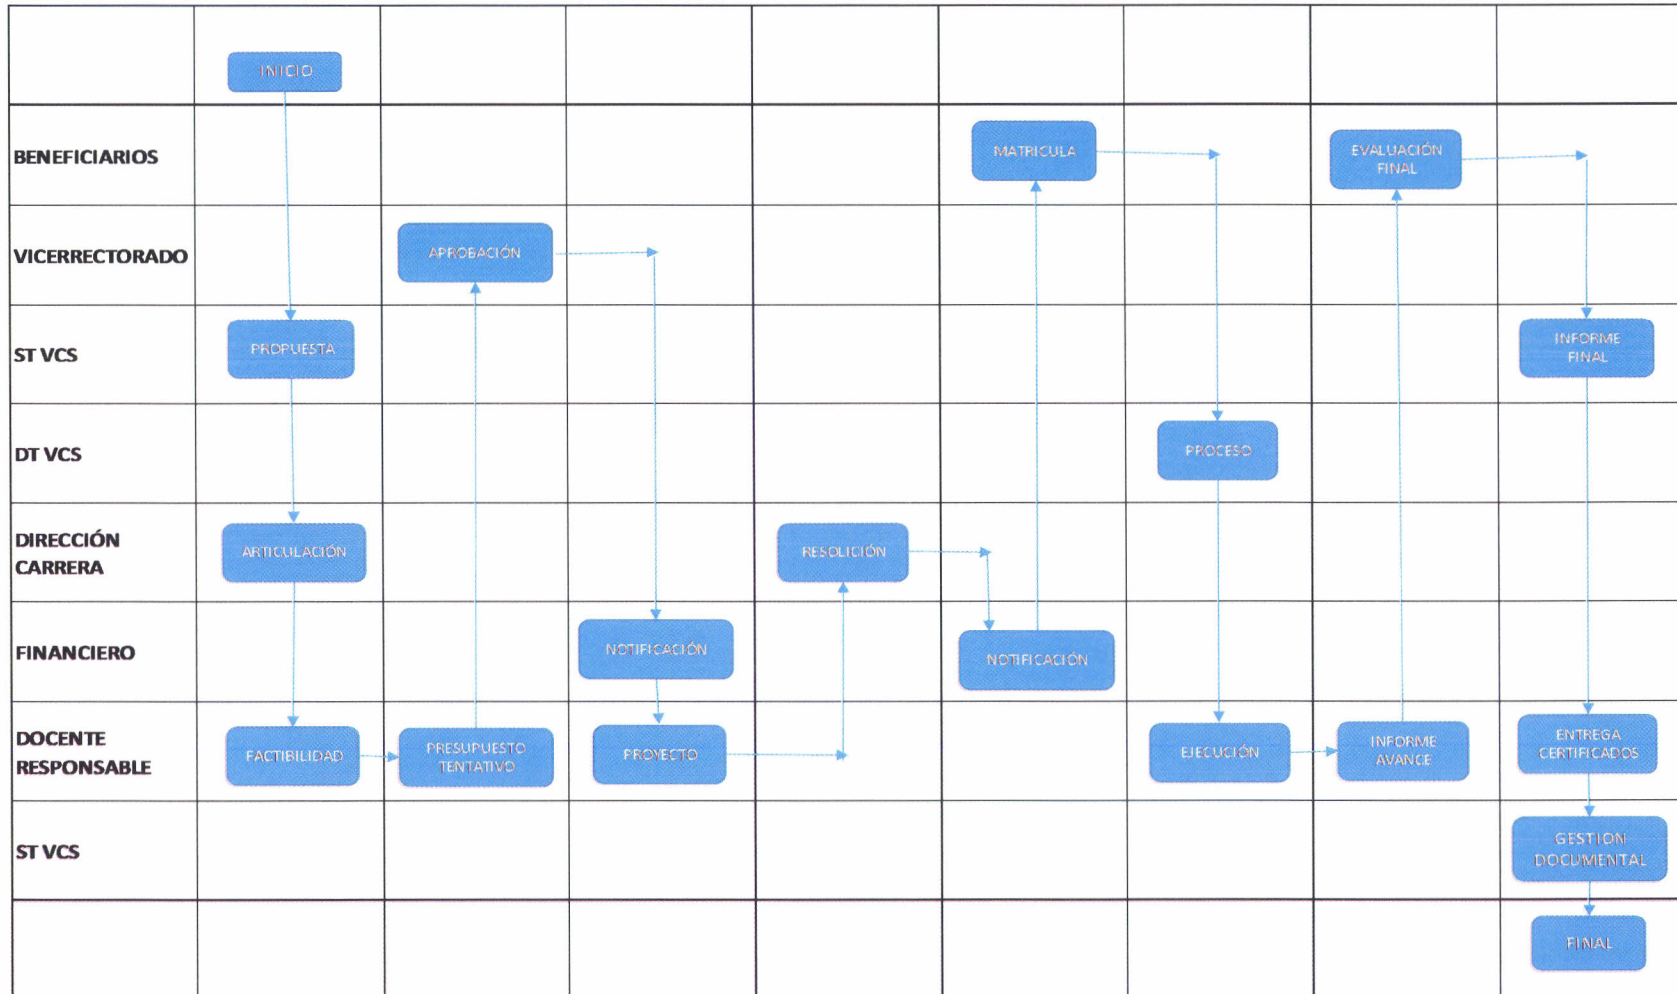 INICIO
BENEFICIARIOS
MATRICULA
EVALUACIÓN
FINAL
VICERRECTORADO
APROBACIÓN
ST VCS
PROPUESTA
INFORME
FINAL
DT VCS
PROCESO
DIRECCIÓN
CARRERA
ARTICULACIÓN
RESOLICIÓN
FINANCIERO
NOTIFICACIÓN
NOTIFICACIÓN
DOCENTE
RESPONSABLE
FACTIBILIDAD
PRESUPUESTO
TENTATIVO
PROYECTO
EJECUCIÓN
INFORME
AVANCE
ENTREGA
CERTIFICADOS
ST VCS
GESTION
DOCUMENTAL
FINAL